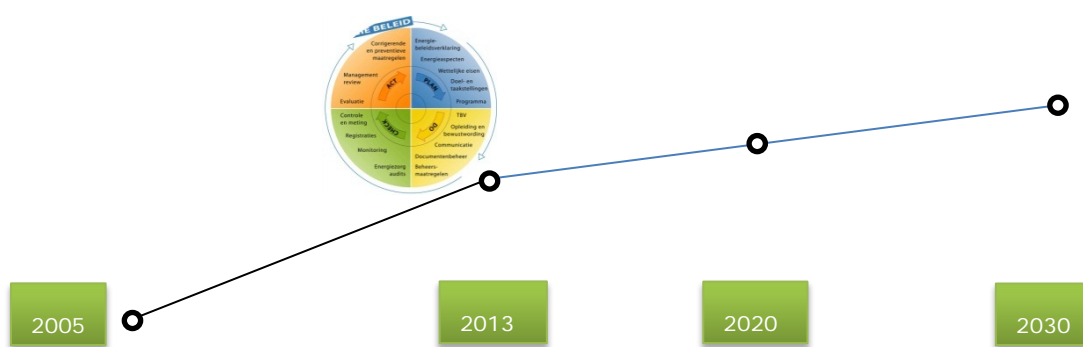 IE BELEID
Corrigerende
en preventieve
maatregelen
Management
review
Evaluatie
ACT
Energie-
beleidsverklaring
Energieaspecten
Wettelijke eisen
Doel- en
taakstellingen
Programma
PLAN
Controle
en meting
Registraties
Monitoring
Energiezorg
audits
CHECK
TBV
Opleiding en
bewustwording
Communicatie
Documentenbeheer
Beheers-
maatregelen
DO
2005
2013
2020
2030